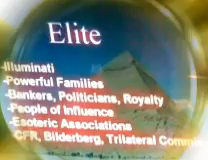 Elite
-Illuminati
-Powerful Families
-Bankers, Politicians, Royalty
-People of Influence
-Esoteric Associations
CFR, Bilderberg, Trilateral